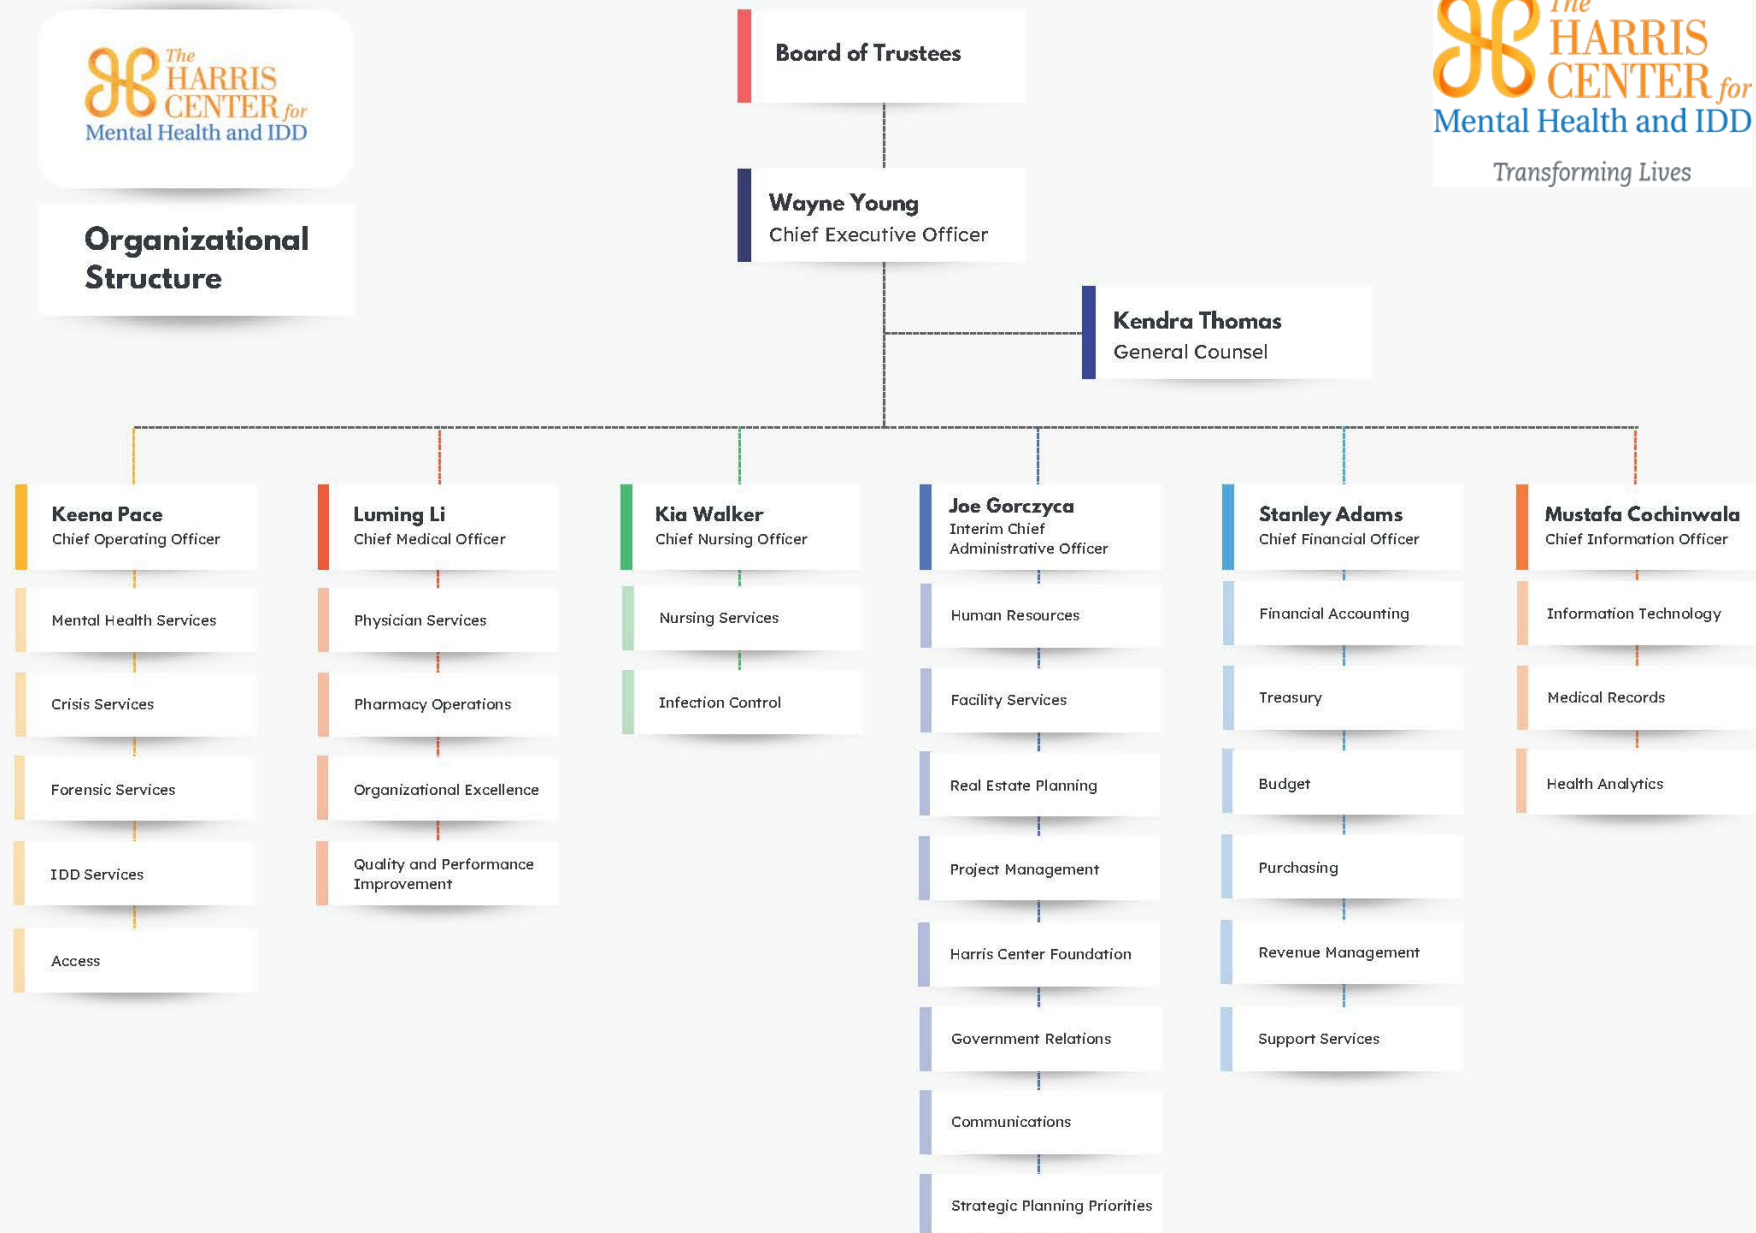 The
HARRIS
CENTER for
Mental Health and IDD
Organizational
Structure
Board of Trustees
Wayne Young
Chief Executive Officer
Kendra Thomas
General Counsel
The
HARRIS
CENTER for
Mental Health and IDD
Transforming Lives
Keena Pace
Chief Operating Officer
Mental Health Services
Crisis Services
Forensic Services
IDD Services
Access
Luming Li
Chief Medical Officer
Physician Services
Pharmacy Operations
Organizational Excellence
Quality and Performance
Improvement
Kia Walker
Chief Nursing Officer
Nursing Services
Infection Control
Joe Gorczyca
Interim Chief
Administrative Officer
Human Resources
Facility Services
Real Estate Planning
Project Management
Harris Center Foundation
Government Relations
Communications
Strategic Planning Priorities
Stanley Adams
Chief Financial Officer
Financial Accounting
Treasury
Budget
Purchasing
Revenue Management
Support Services
Mustafa Cochinwala
Chief Information Officer
Information Technology
Medical Records
Health Analytics